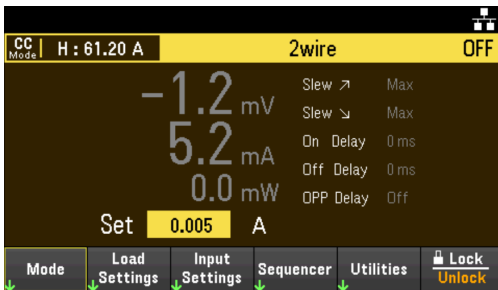 CC Mode H : 61.20 A 2wire OFF
−1.2 mV
5.2 mA
0.0 mW
Slew ↗ Max
Slew ↘ Max
On Delay 0 ms
Off Delay 0 ms
OPP Delay Off
Set 0.005 A
Mode
Load Settings
Input Settings
Sequencer
Utilities
Lock
Unlock